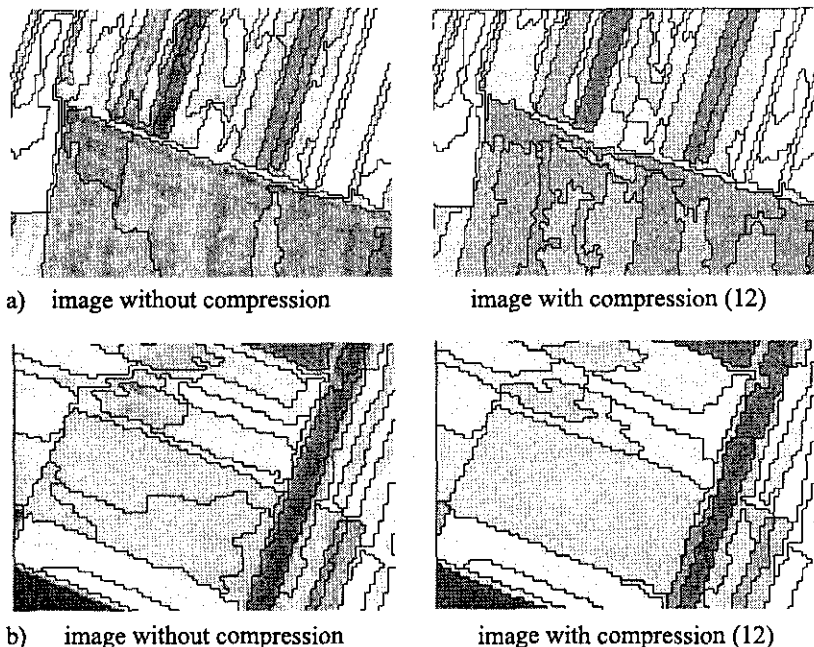 a) image without compression
image with compression (12)
b) image without compression
image with compression (12)